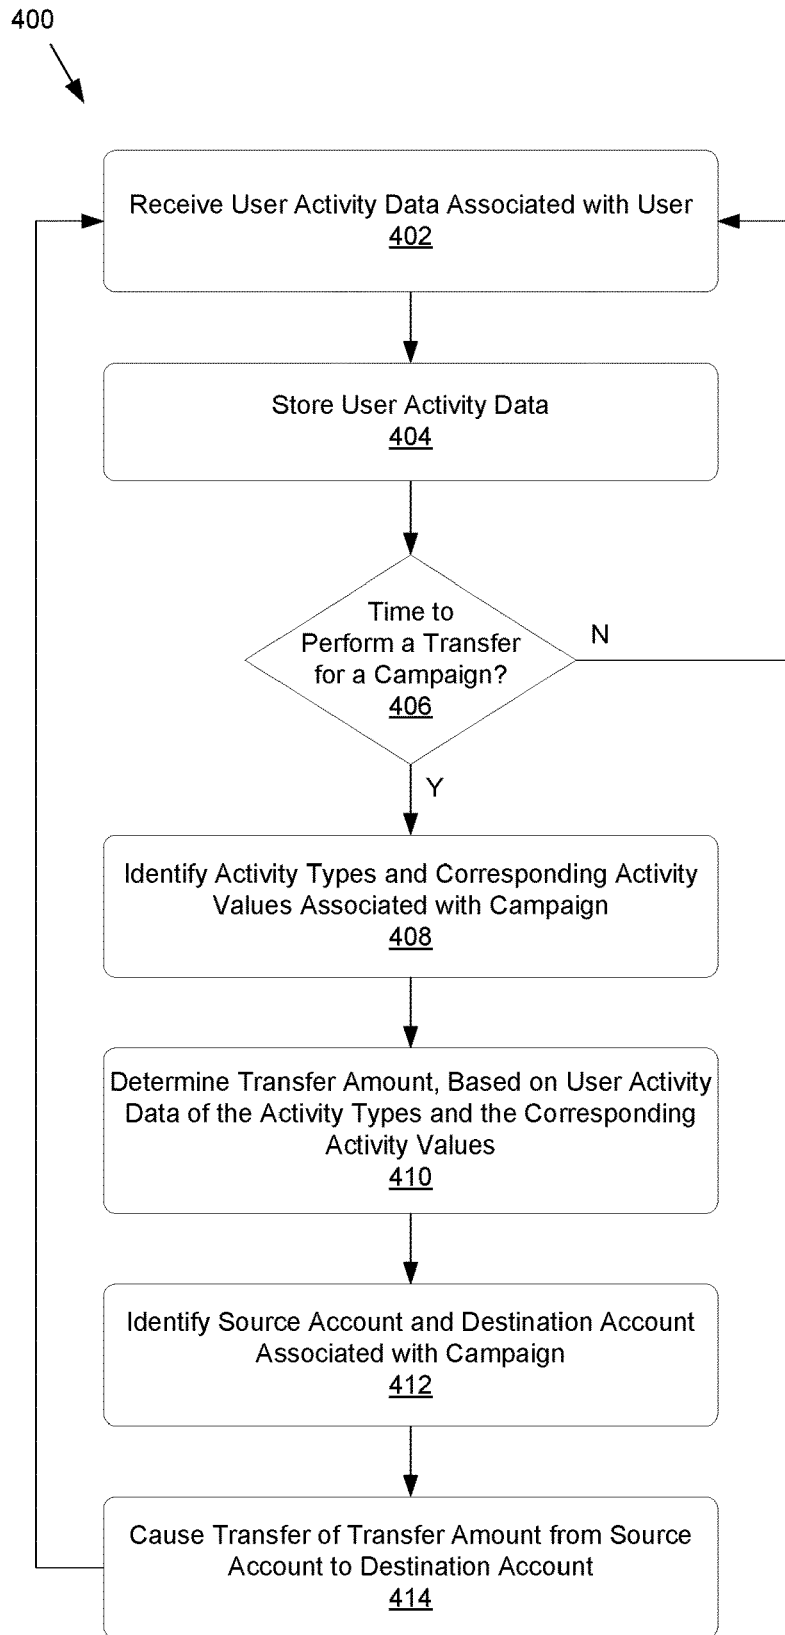 400
Receive User Activity Data Associated with User
402
Store User Activity Data
404
Time to
Perform a Transfer
for a Campaign?
406
N
Y
Identify Activity Types and Corresponding Activity
Values Associated with Campaign
408
Determine Transfer Amount, Based on User Activity
Data of the Activity Types and the Corresponding
Activity Values
410
Identify Source Account and Destination Account
Associated with Campaign
412
Cause Transfer of Transfer Amount from Source
Account to Destination Account
414